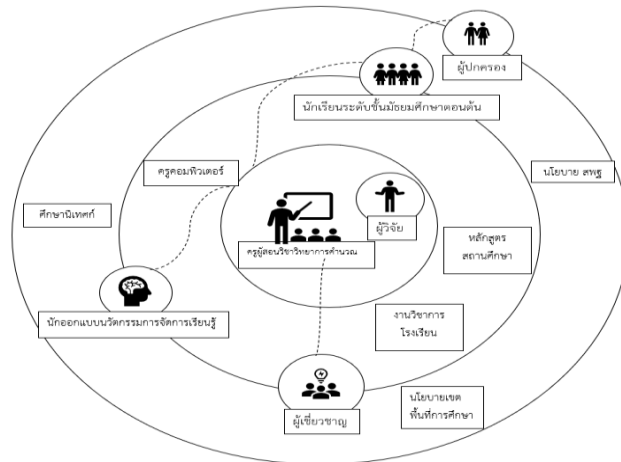 ผู้ปกครอง
นักเรียนระดับชั้นมัธยมศึกษาตอนต้น
ครูคอมพิวเตอร์
นโยบาย สพฐ
ศึกษานิเทศก์
ผู้วิจัย
ครูผู้สอนวิชาวิทยาการคำนวณ
หลักสูตร
สถานศึกษา
นักออกแบบนวัตกรรมการจัดการเรียนรู้
งานวิชาการ
โรงเรียน
นโยบายเขต
พื้นที่การศึกษา
ผู้เชี่ยวชาญ